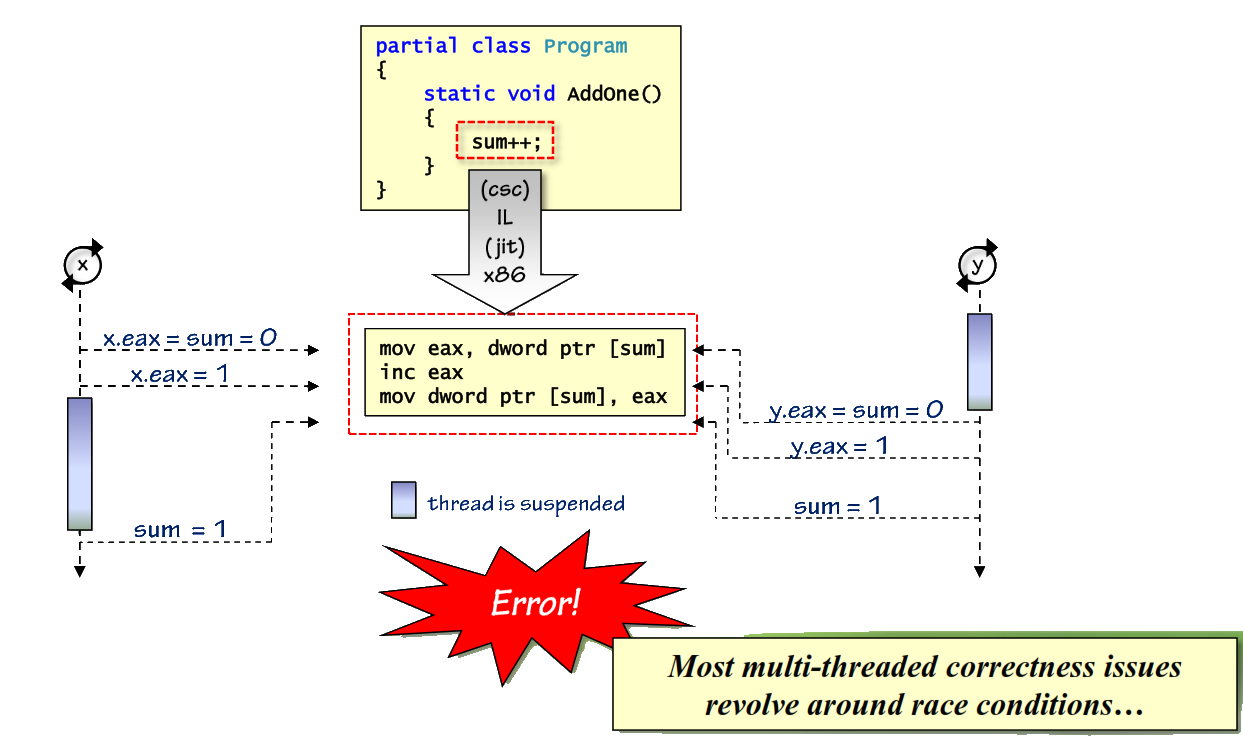 partial class Program
{
static void AddOne()
{
sum++;
}
}
(csc)
IL
(jit)
x86
x
y
x.eax = sum = 0
x.eax = 1
sum = 1
mov eax, dword ptr [sum]
inc eax
mov dword ptr [sum], eax
y.eax = sum = 0
y.eax = 1
sum = 1
thread is suspended
Error!
Most multi-threaded correctness issues
revolve around race conditions…